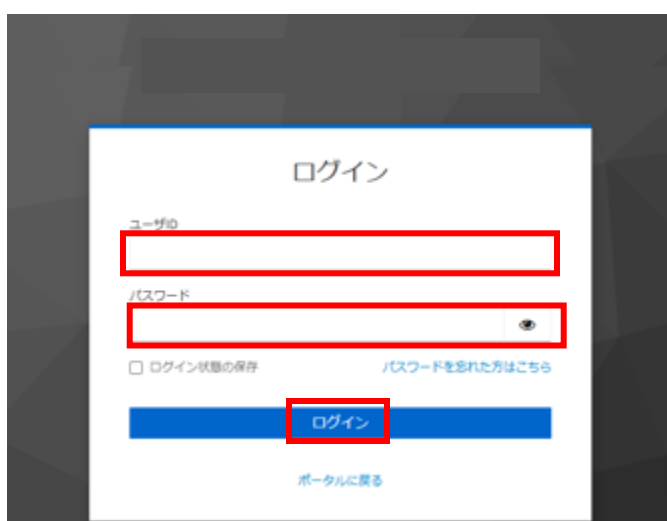 ログイン
ユーザID
パスワード
ログイン状態の保存 パスワードを忘れた方はこちら
ログイン
ポータルに戻る